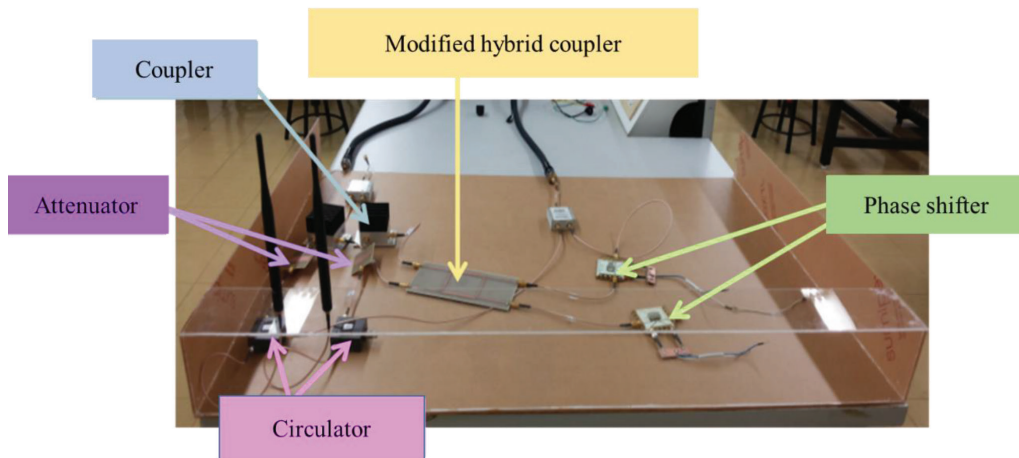 Modified hybrid coupler
Coupler
Attenuator
Phase shifter
Circulator